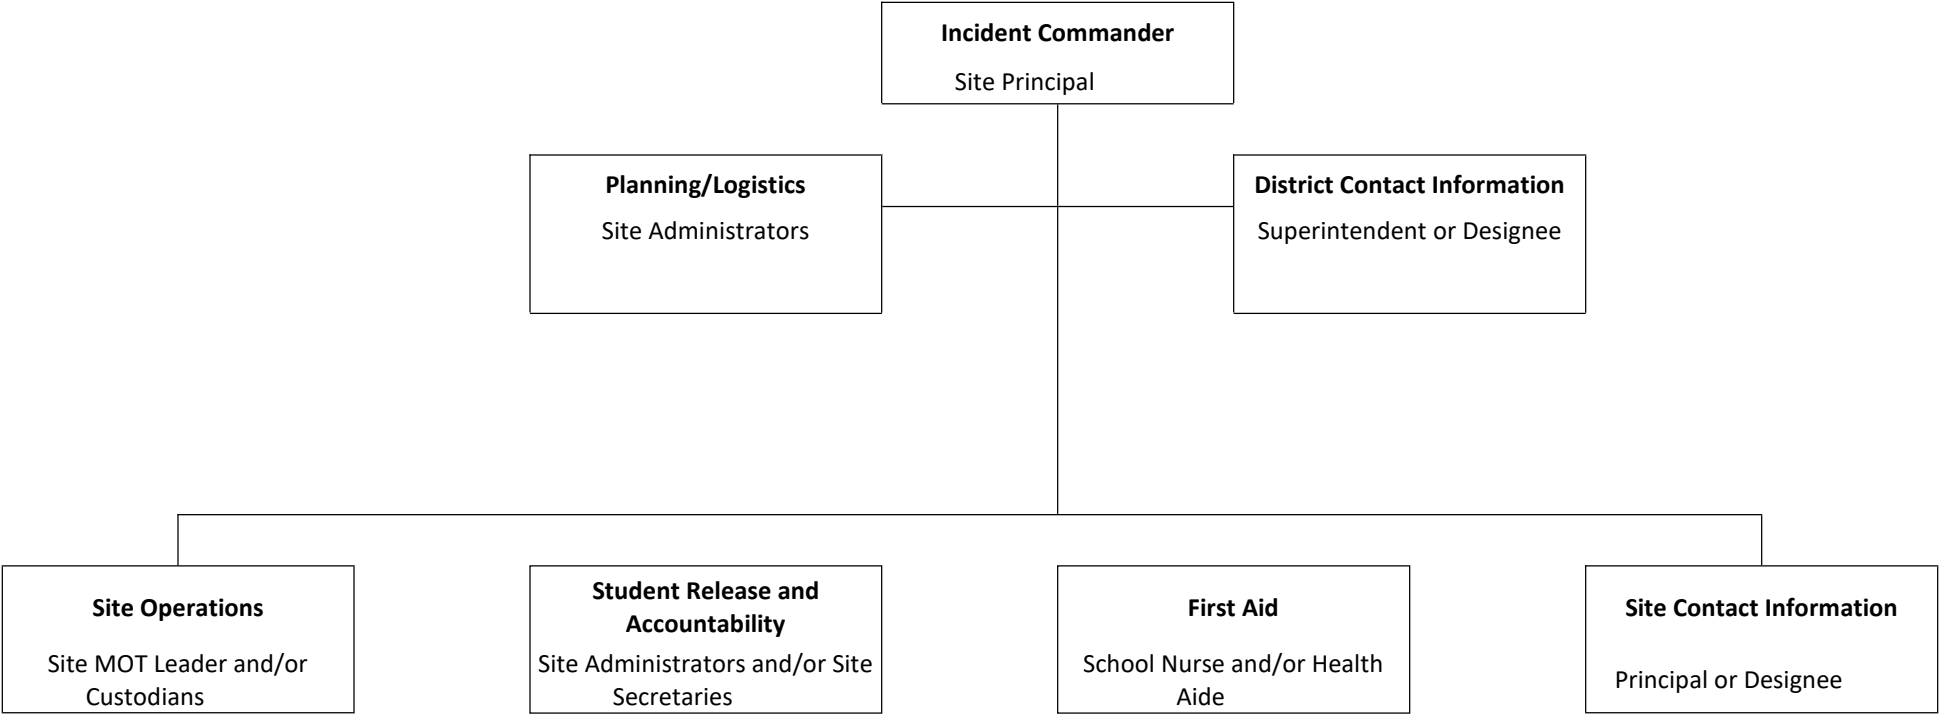 Incident Commander
Site Principal
Planning/Logistics
Site Administrators
District Contact Information
Superintendent or Designee
Site Operations
Site MOT Leader and/or
Custodians
Student Release and
Accountability
Site Administrators and/or Site
Secretaries
First Aid
School Nurse and/or Health
Aide
Site Contact Information
Principal or Designee